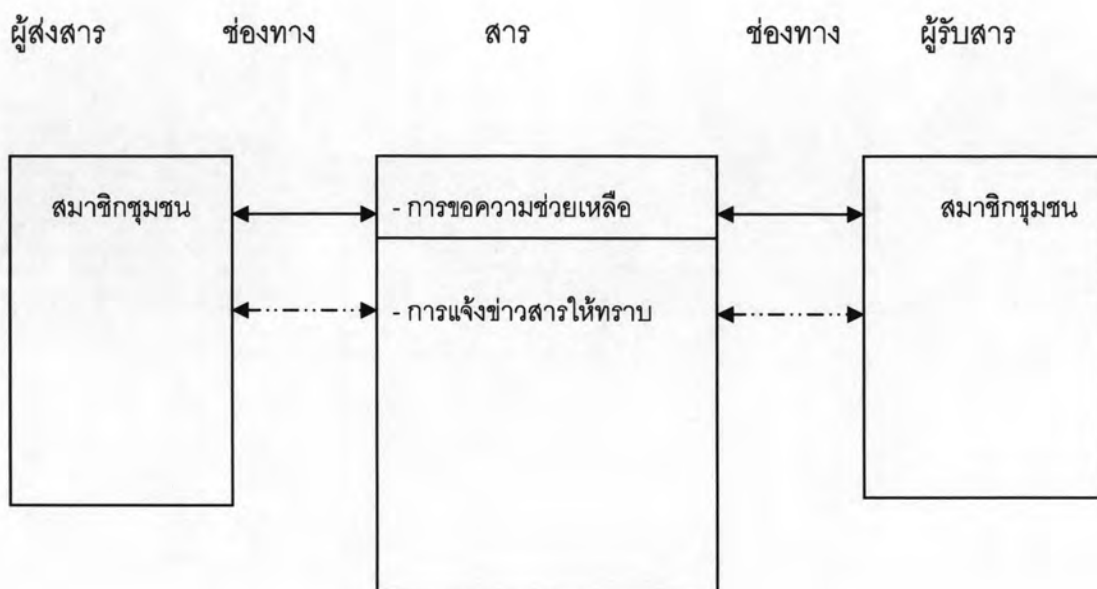 ผู้ส่งสาร ช่องทาง สาร ช่องทาง ผู้รับสาร
สมาชิกชุมชน - การขอความช่วยเหลือ สมาชิกชุมชน
- การแจ้งข่าวสารให้ทราบ